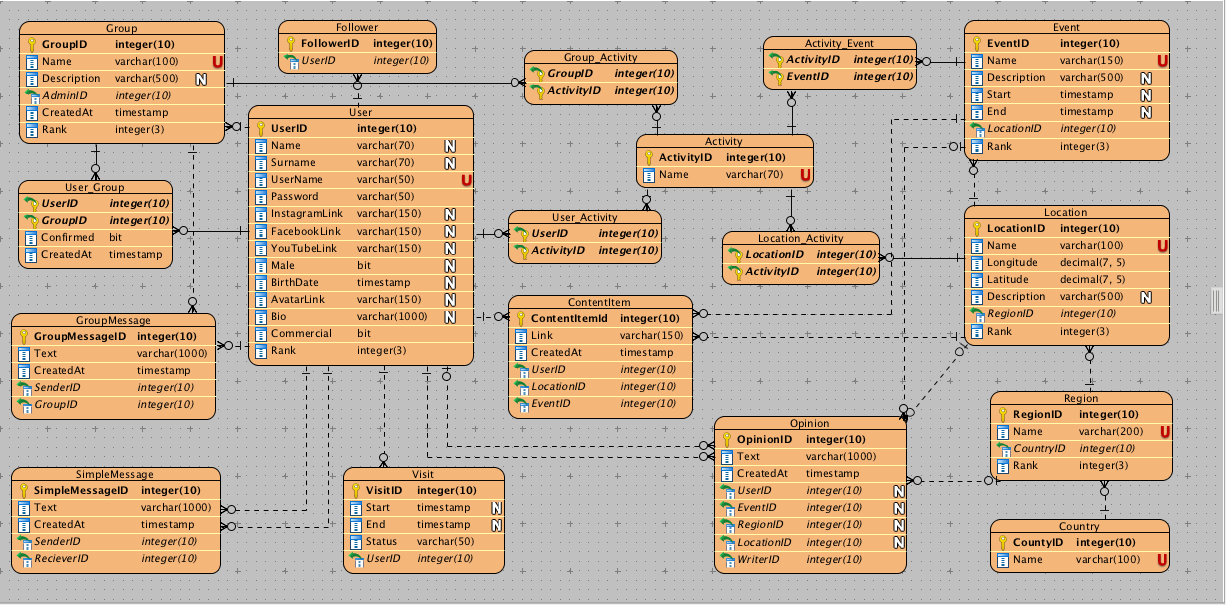 Group
GroupID integer(10)
Name varchar(100) U
Description varchar(500) N
AdminID integer(10)
CreatedAt timestamp
Rank integer(3)
Follower
FollowerID integer(10)
UserID integer(10)
Group_Activity
GroupID integer(10)
ActivityID integer(10)
Activity_Event
ActivityID integer(10)
EventID integer(10)
Event
EventID integer(10)
Name varchar(150) U
Description varchar(500) N
Start timestamp N
End timestamp N
LocationID integer(10)
Rank integer(3)
User
UserID integer(10)
Name varchar(70) N
Surname varchar(70) N
UserName varchar(50) U
Password varchar(50)
InstagramLink varchar(150) N
FacebookLink varchar(150) N
YouTubeLink varchar(150) N
Male bit N
BirthDate timestamp N
AvatarLink varchar(150) N
Bio varchar(1000) N
Commercial bit
Rank integer(3)
Activity
ActivityID integer(10)
Name varchar(70) U
User_Group
UserID integer(10)
GroupID integer(10)
Confirmed bit
CreatedAt timestamp
User_Activity
UserID integer(10)
ActivityID integer(10)
Location_Activity
LocationID integer(10)
ActivityID integer(10)
Location
LocationID integer(10)
Name varchar(100) U
Longitude decimal(7, 5)
Latitude decimal(7, 5)
Description varchar(500) N
RegionID integer(10)
Rank integer(3)
GroupMessage
GroupMessageID integer(10)
Text varchar(1000)
CreatedAt timestamp
SenderID integer(10)
GroupID integer(10)
ContentItem
ContentItemId integer(10)
Link varchar(150)
CreatedAt timestamp
UserID integer(10)
LocationID integer(10)
EventID integer(10)
Region
RegionID integer(10)
Name varchar(200) U
CountryID integer(10)
Rank integer(3)
Opinion
OpinionID integer(10)
Text varchar(1000)
CreatedAt timestamp
UserID integer(10) N
EventID integer(10) N
RegionID integer(10) N
LocationID integer(10) N
WriterID integer(10)
SimpleMessage
SimpleMessageID integer(10)
Text varchar(1000)
CreatedAt timestamp
SenderID integer(10)
RecieverID integer(10)
Visit
VisitID integer(10)
Start timestamp N
End timestamp N
Status varchar(50)
UserID integer(10)
Country
CountyID integer(10)
Name varchar(100) U